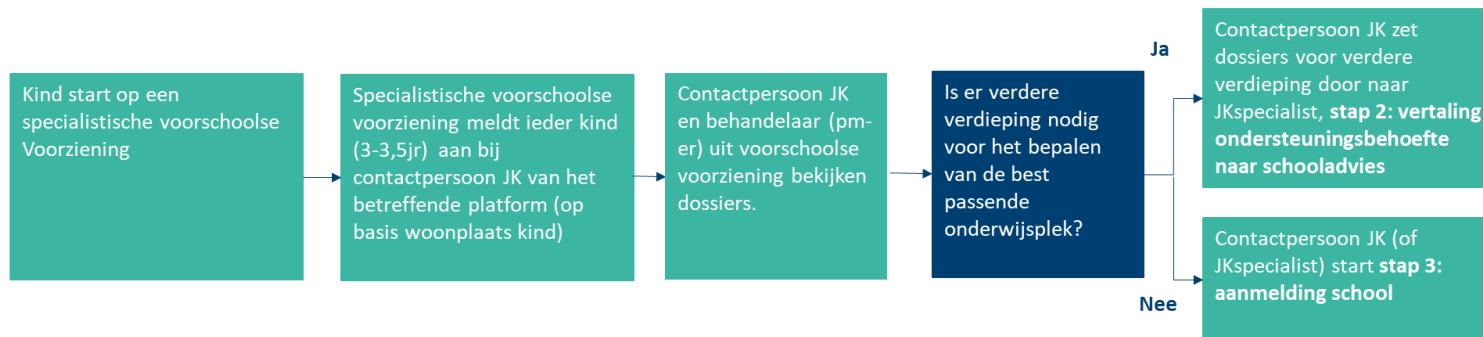 Kind start op een
specialistische voorschoolse
Voorziening
Specialistische voorschoolse
voorziening meldt ieder kind
(3-3,5jr) aan bij
contactpersoon JK van het
betreffende platform (op
basis woonplaats kind)
Contactpersoon JK
en behandelaar (pm-
er) uit voorschoolse
voorziening bekijken
dossiers.
Is er verdere
verdieping nodig
voor het bepalen
van de best
passende
onderwijsplek?
Ja
Contactpersoon JK zet
dossiers voor verdere
verdieping door naar
JKspecialist, stap 2: vertaling
ondersteuningsbehoefte
naar schooladvies
Nee
Contactpersoon JK (of
JKspecialist) start stap 3:
aanmelding school